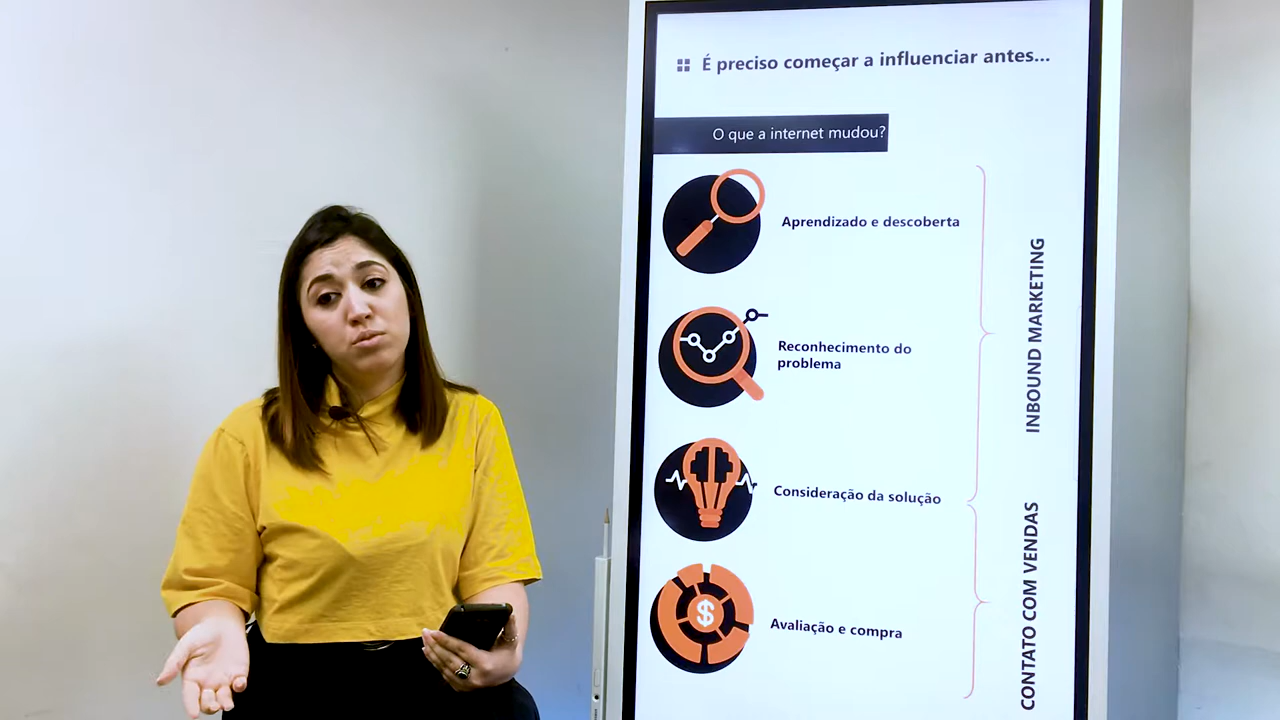 É preciso começar a influenciar antes...
O que a internet mudou?
Aprendizado e descoberta
Reconhecimento do
problema
Consideração da solução
$
Avaliação e compra
INBOUND MARKETING
CONTATO COM VENDAS